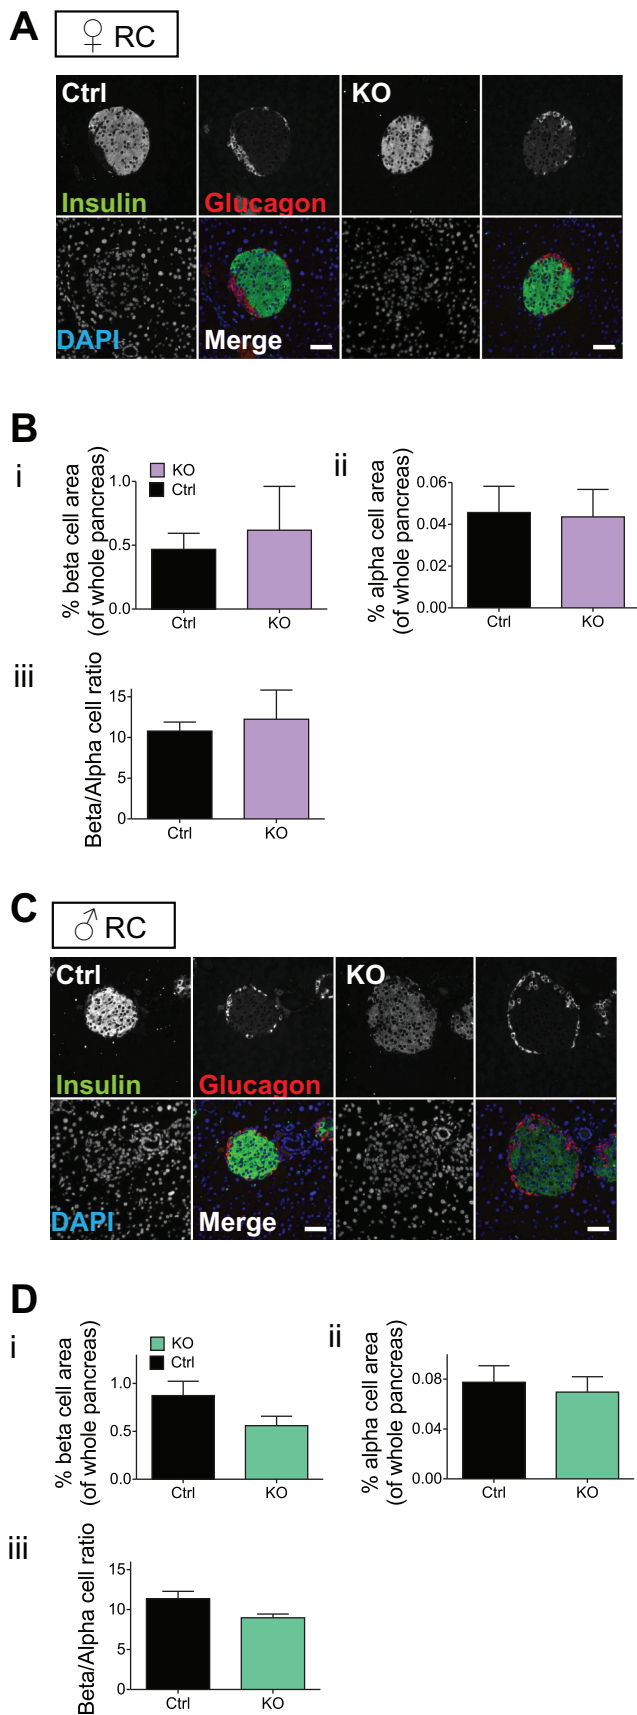 A
♀ RC
Ctrl
KO
Insulin
Glucagon
DAPI
Merge
B
i
% beta cell area
(of whole pancreas)
KO
Ctrl
1.0
0.5
0.0
Ctrl
KO
ii
% alpha cell area
(of whole pancreas)
0.06
0.04
0.02
0.00
Ctrl
KO
iii
Beta/Alpha cell ratio
15
10
5
0
Ctrl
KO
C
♂ RC
Ctrl
KO
Insulin
Glucagon
DAPI
Merge
D
i
% beta cell area
(of whole pancreas)
KO
Ctrl
1.0
0.5
0.0
Ctrl
KO
ii
% alpha cell area
(of whole pancreas)
0.08
0.04
0.00
Ctrl
KO
iii
Beta/Alpha cell ratio
15
10
5
0
Ctrl
KO